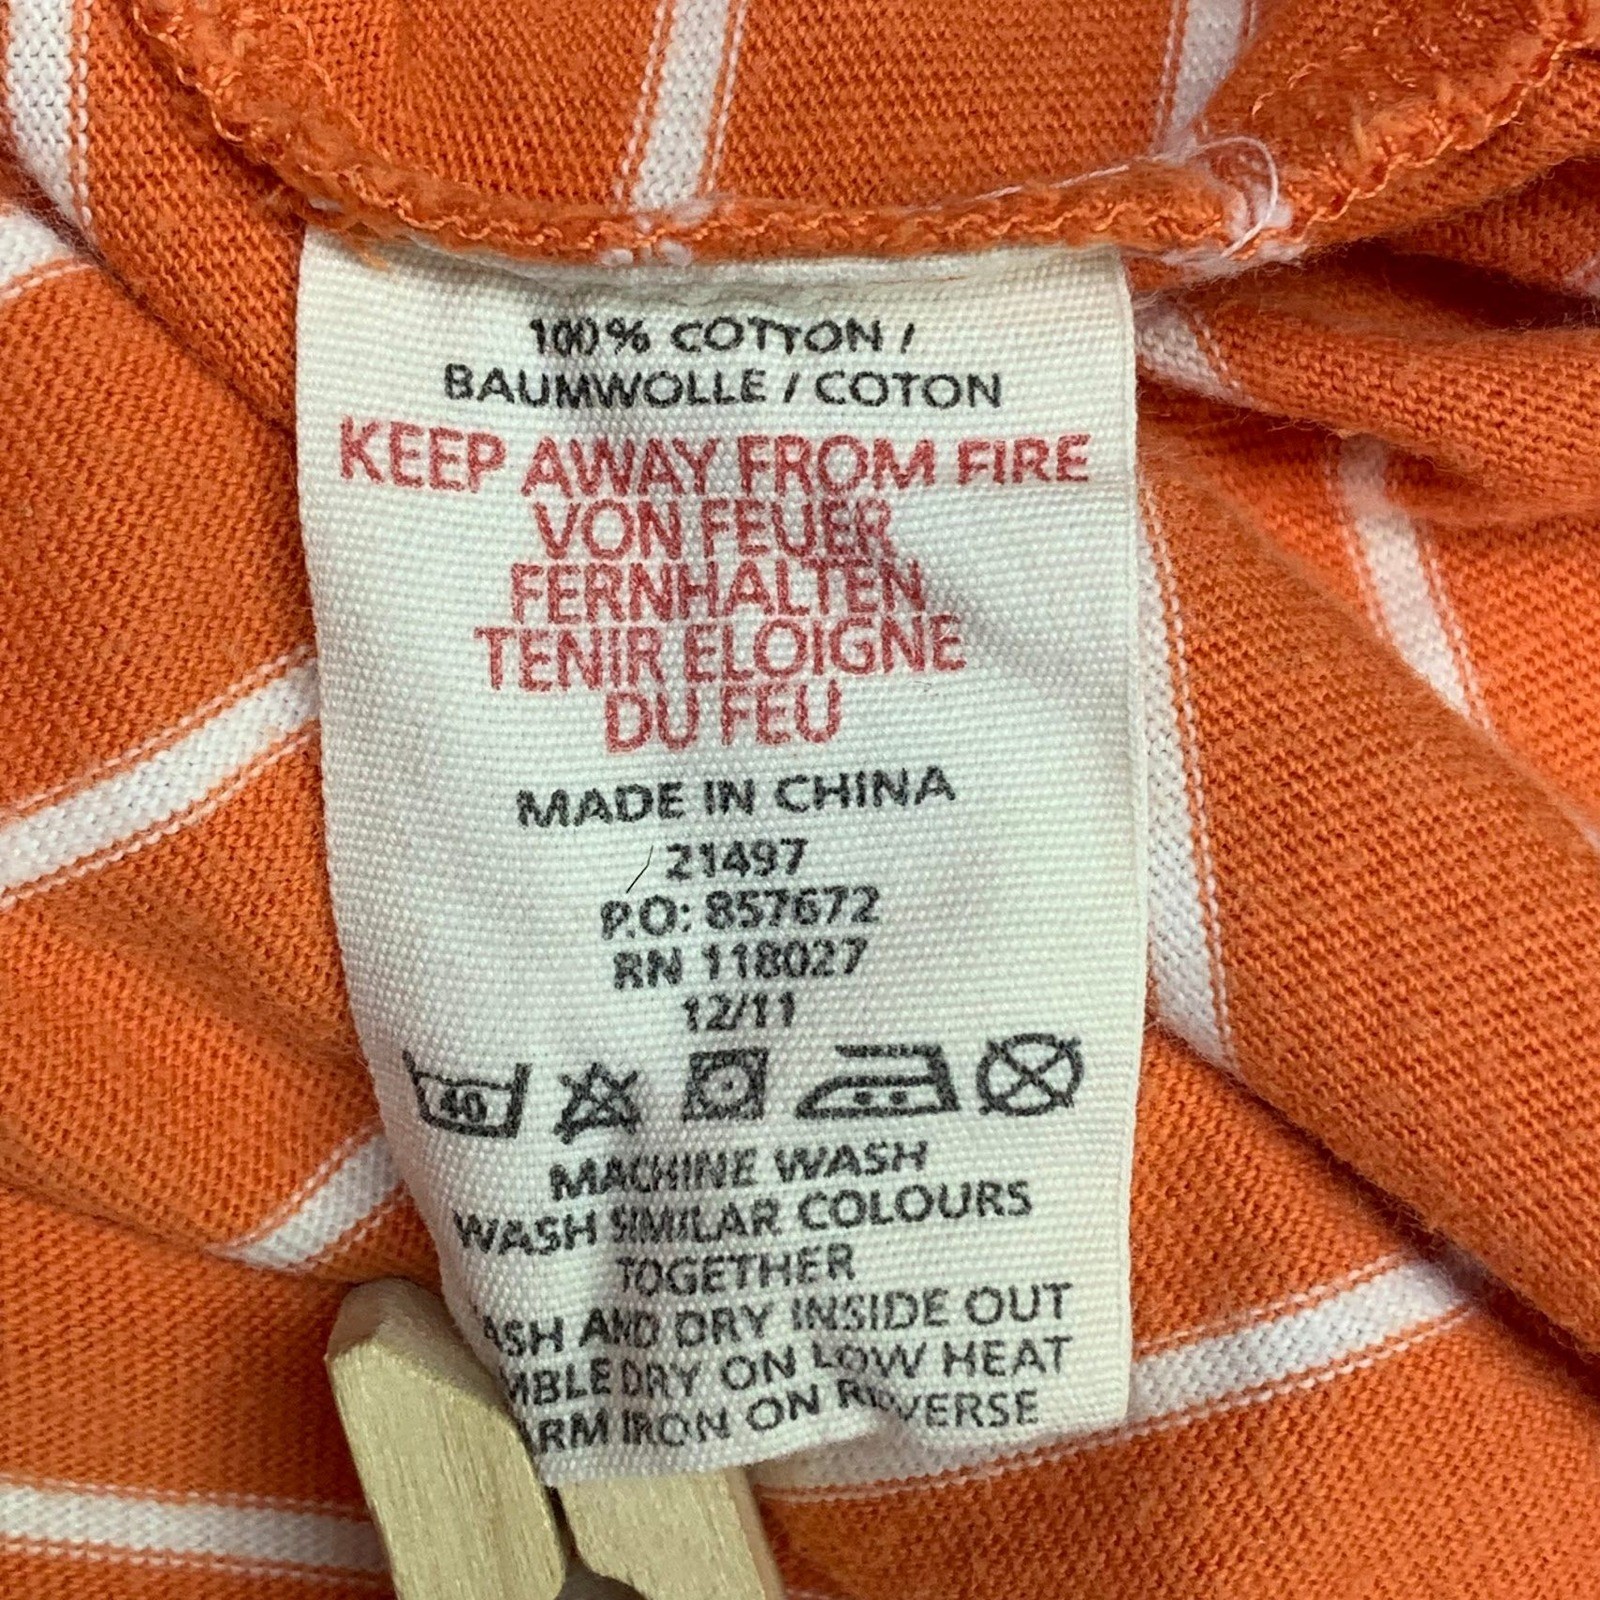 100% COTTON /
BAUMWOLLE / COTON
KEEP AWAY FROM FIRE
VON FEUER
FERNHALTEN
TENIR ELOIGNE
DU FEU
MADE IN CHINA
21497
P.O: 857672
RN 118027
12/11
40
MACHINE WASH
WASH SIMILAR COLOURS
TOGETHER
ASH AND DRY INSIDE OUT
MBLE DRY ON LOW HEAT
ARM IRON ON REVERSE